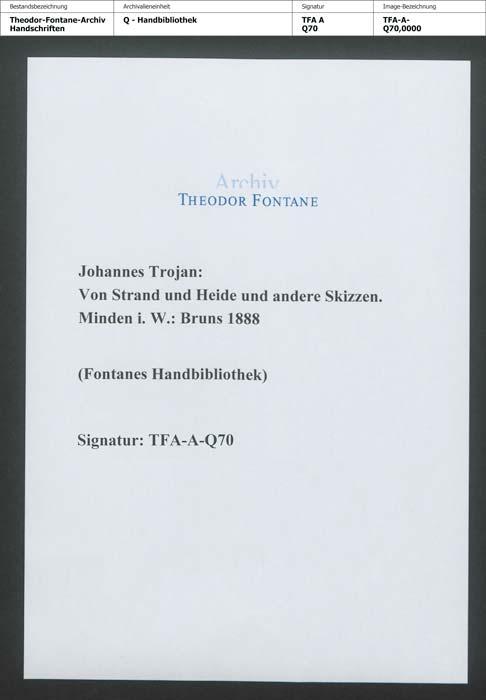 Bestandsbezeichnung Archivalieneinheit Signatur Image-Bezeichnung
Theodor-Fontane-Archiv Q - Handbibliothek TFA A TFA-A-
Handschriften Q70 Q70,0000
Archiv
THEODOR FONTANE
Johannes Trojan:
Von Strand und Heide und andere Skizzen.
Minden i. W.: Bruns 1888
(Fontanes Handbibliothek)
Signatur: TFA-A-Q70